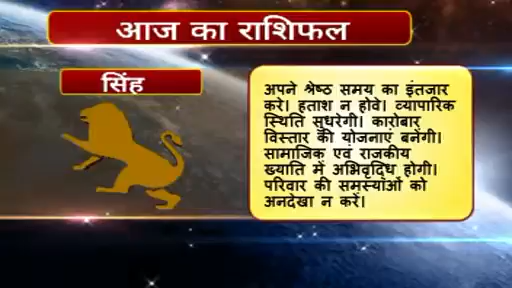 आज का राशिफल
सिंह
अपने श्रेष्ठ समय का इंतजार
करे। हताश न होवे। व्यापारिक
स्थिति सुधरेगी। कारोबार
विस्तार की योजनाएं बनेंगी।
सामाजिक एवं राजकीय
ख्याति में अभिवृद्धि होगी।
परिवार की समस्याओं को
अनदेखा न करें।